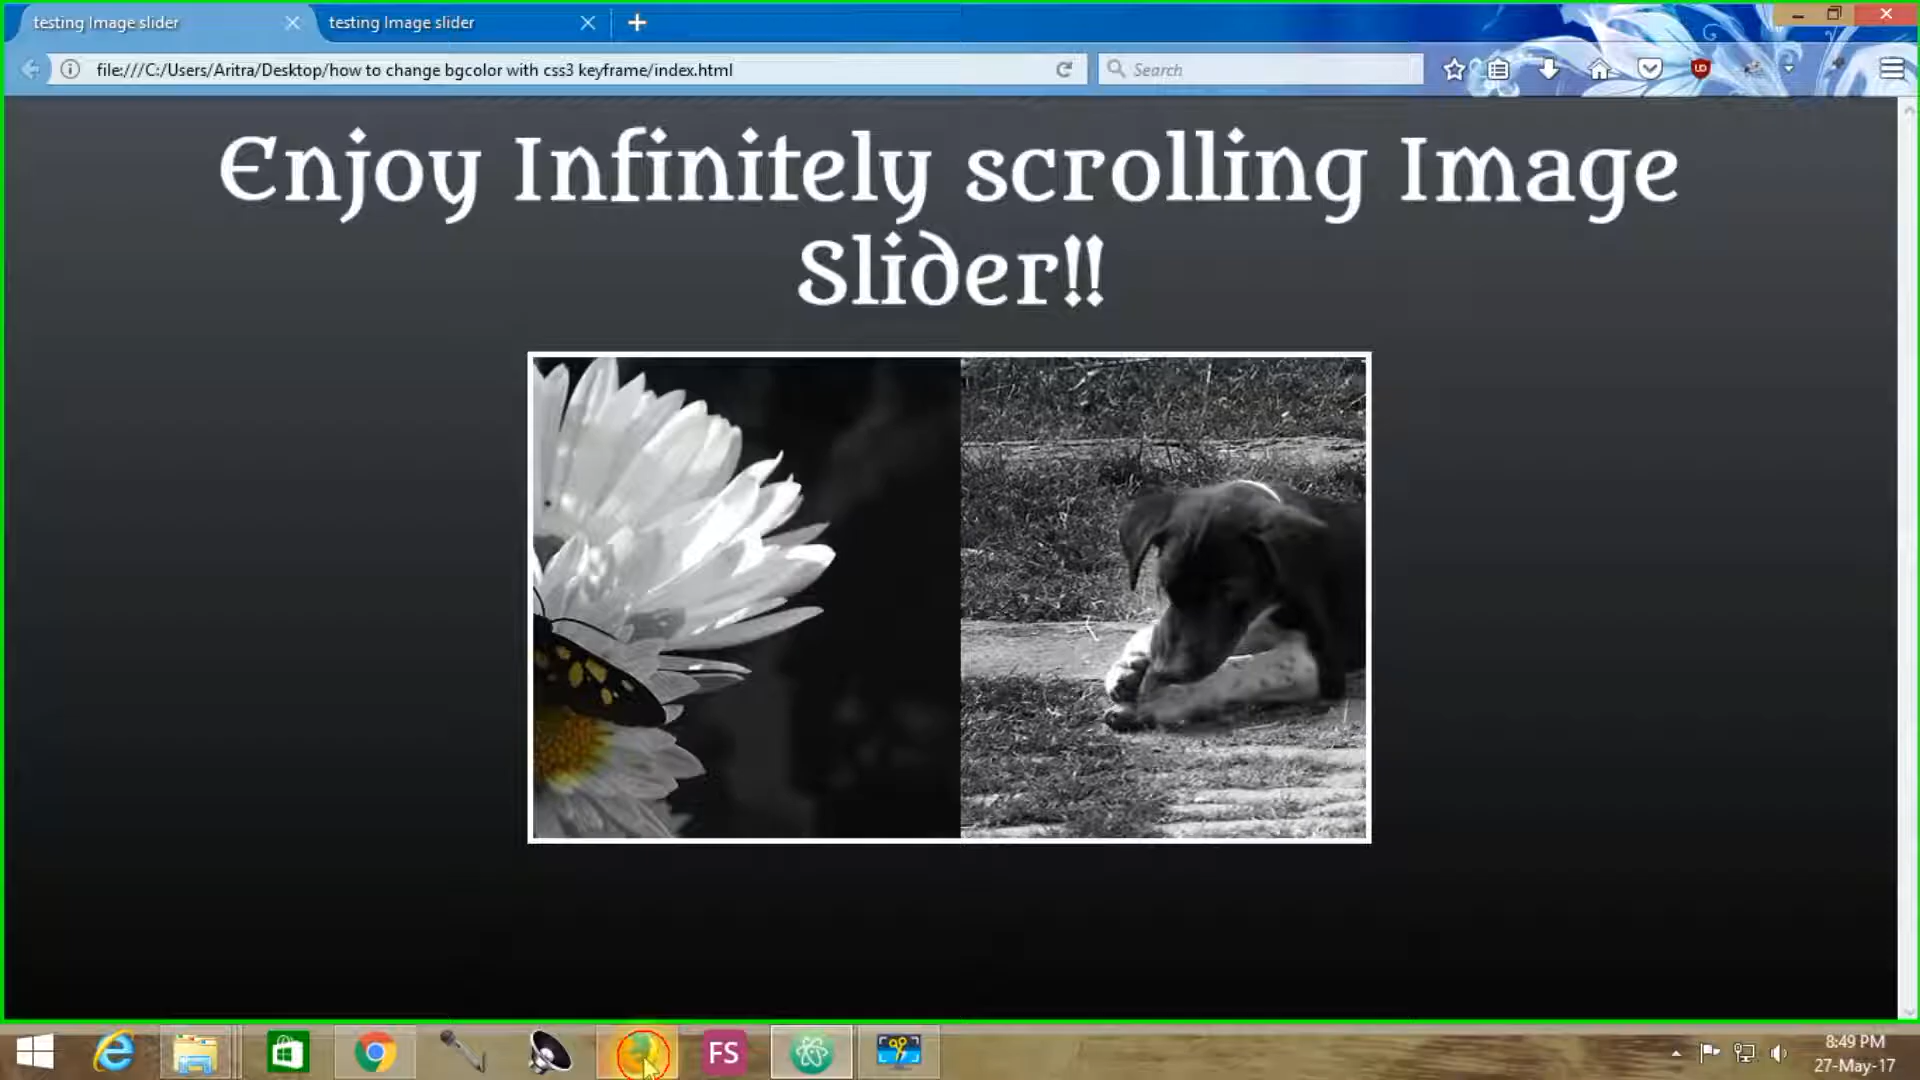 testing Image slider
testing Image slider
file:///C:/Users/Aritra/Desktop/how to change bgcolor with css3 keyframe/index.html
Search
UD
Enjoy Infinitely scrolling Image
Slider!!
FS
8:49 PM
27-May-17